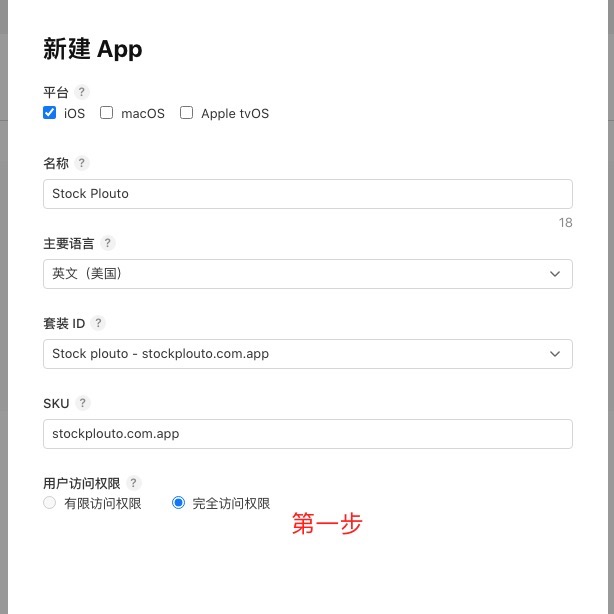 新建 App
平台 ?
iOS macOS Apple tvOS
名称 ?
Stock Plouto
18
主要语言 ?
英文（美国）
套装 ID ?
Stock plouto - stockplouto.com.app
SKU ?
stockplouto.com.app
用户访问权限 ?
有限访问权限 完全访问权限
第一步